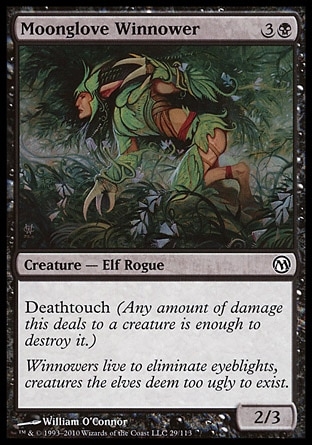 Moonglove Winnower 3
Creature — Elf Rogue
Deathtouch (Any amount of damage
this deals to a creature is enough to
destroy it.)
Winnowers live to eliminate eyeblights,
creatures the elves deem too ugly to exist.
William O'Connor
™ & © 1993–2010 Wizards of the Coast LLC 29/113
2/3